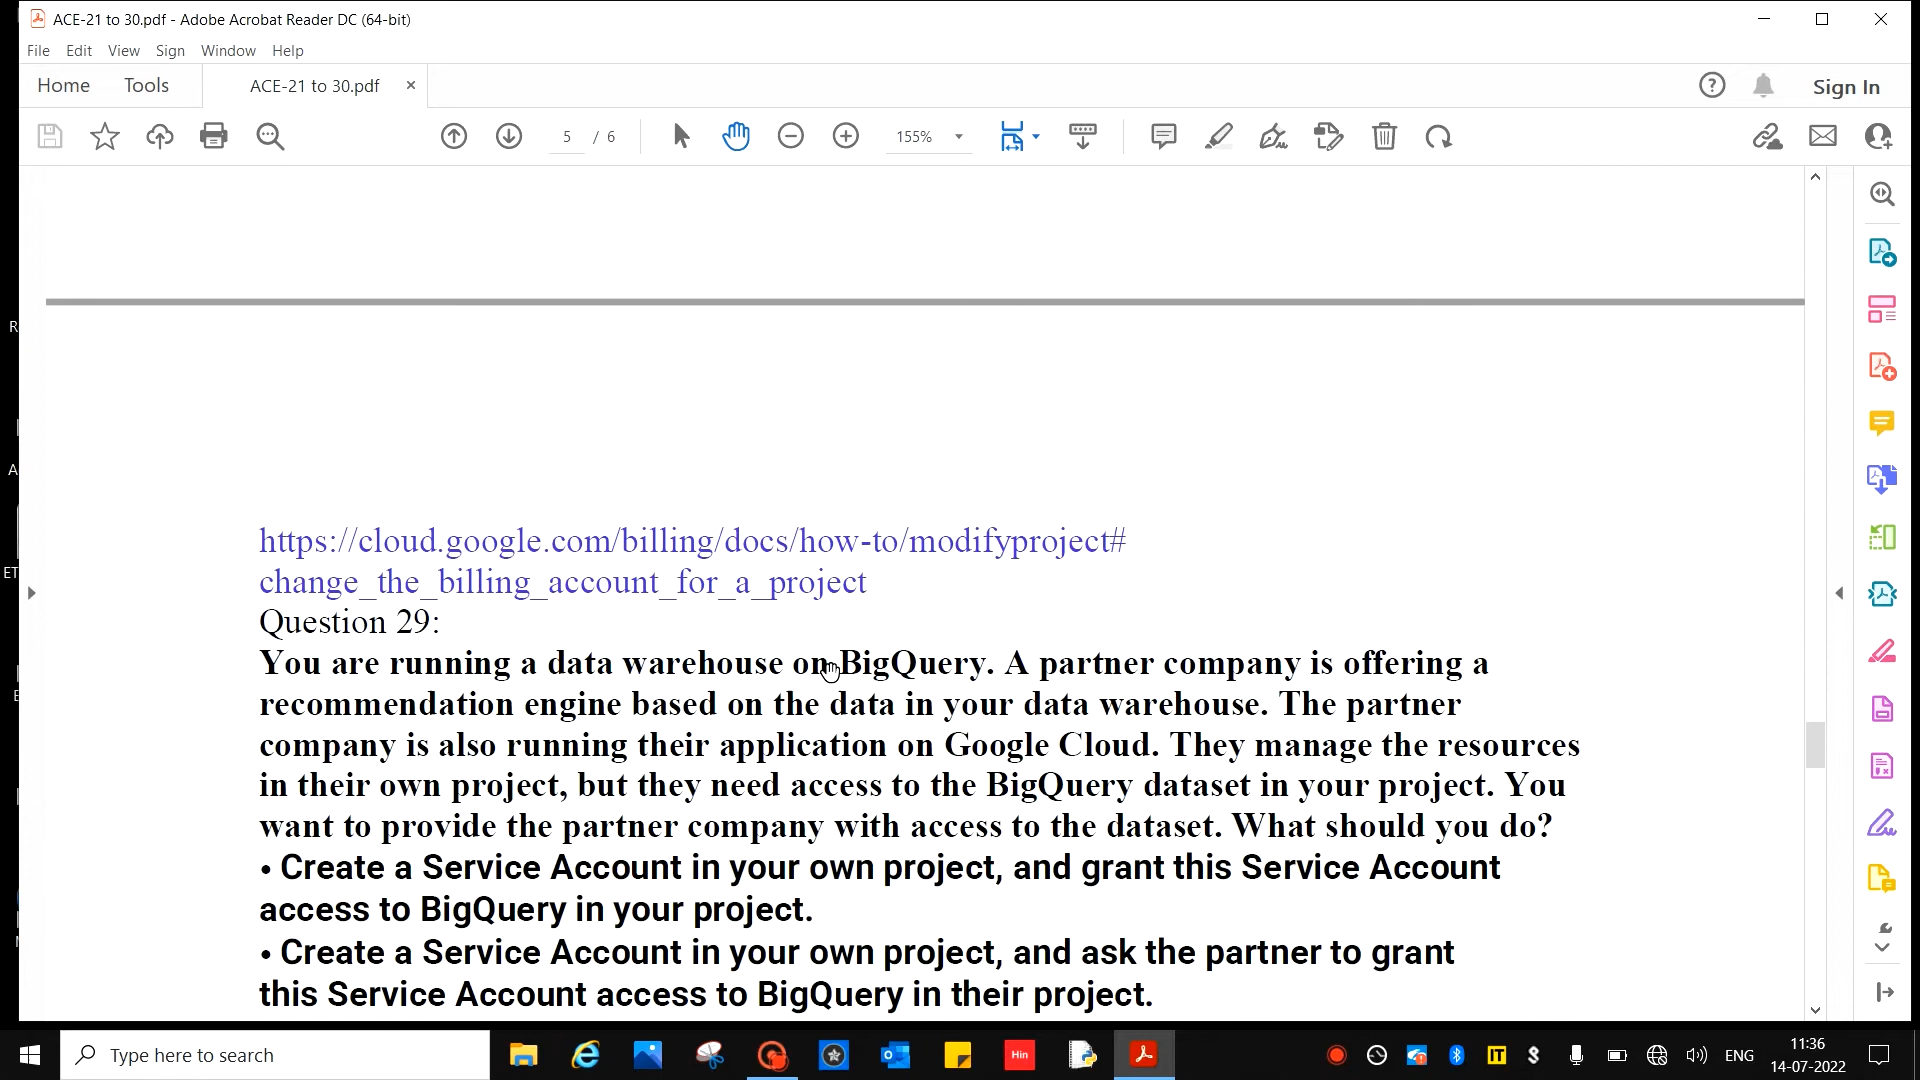 ACE-21 to 30.pdf - Adobe Acrobat Reader DC (64-bit)
File Edit View Sign Window Help
Home Tools ACE-21 to 30.pdf × Sign In
5 / 6 155%
https://cloud.google.com/billing/docs/how-to/modifyproject#
change_the_billing_account_for_a_project
Question 29:
You are running a data warehouse on BigQuery. A partner company is offering a
recommendation engine based on the data in your data warehouse. The partner
company is also running their application on Google Cloud. They manage the resources
in their own project, but they need access to the BigQuery dataset in your project. You
want to provide the partner company with access to the dataset. What should you do?
• Create a Service Account in your own project, and grant this Service Account
access to BigQuery in your project.
• Create a Service Account in your own project, and ask the partner to grant
this Service Account access to BigQuery in their project.
R
A
ET
E
Type here to search
Hin
IT
ENG
11:36
14-07-2022